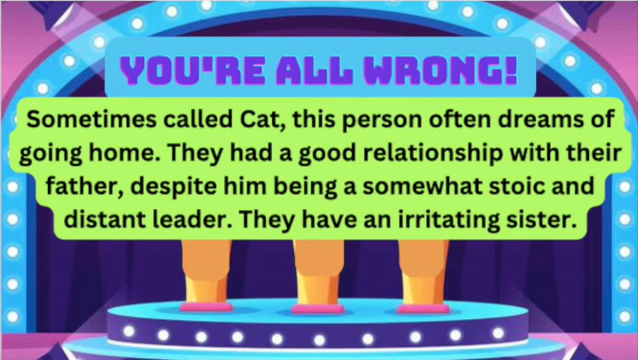 YOU'RE ALL WRONG!
Sometimes called Cat, this person often dreams of
going home. They had a good relationship with their
father, despite him being a somewhat stoic and
distant leader. They have an irritating sister.